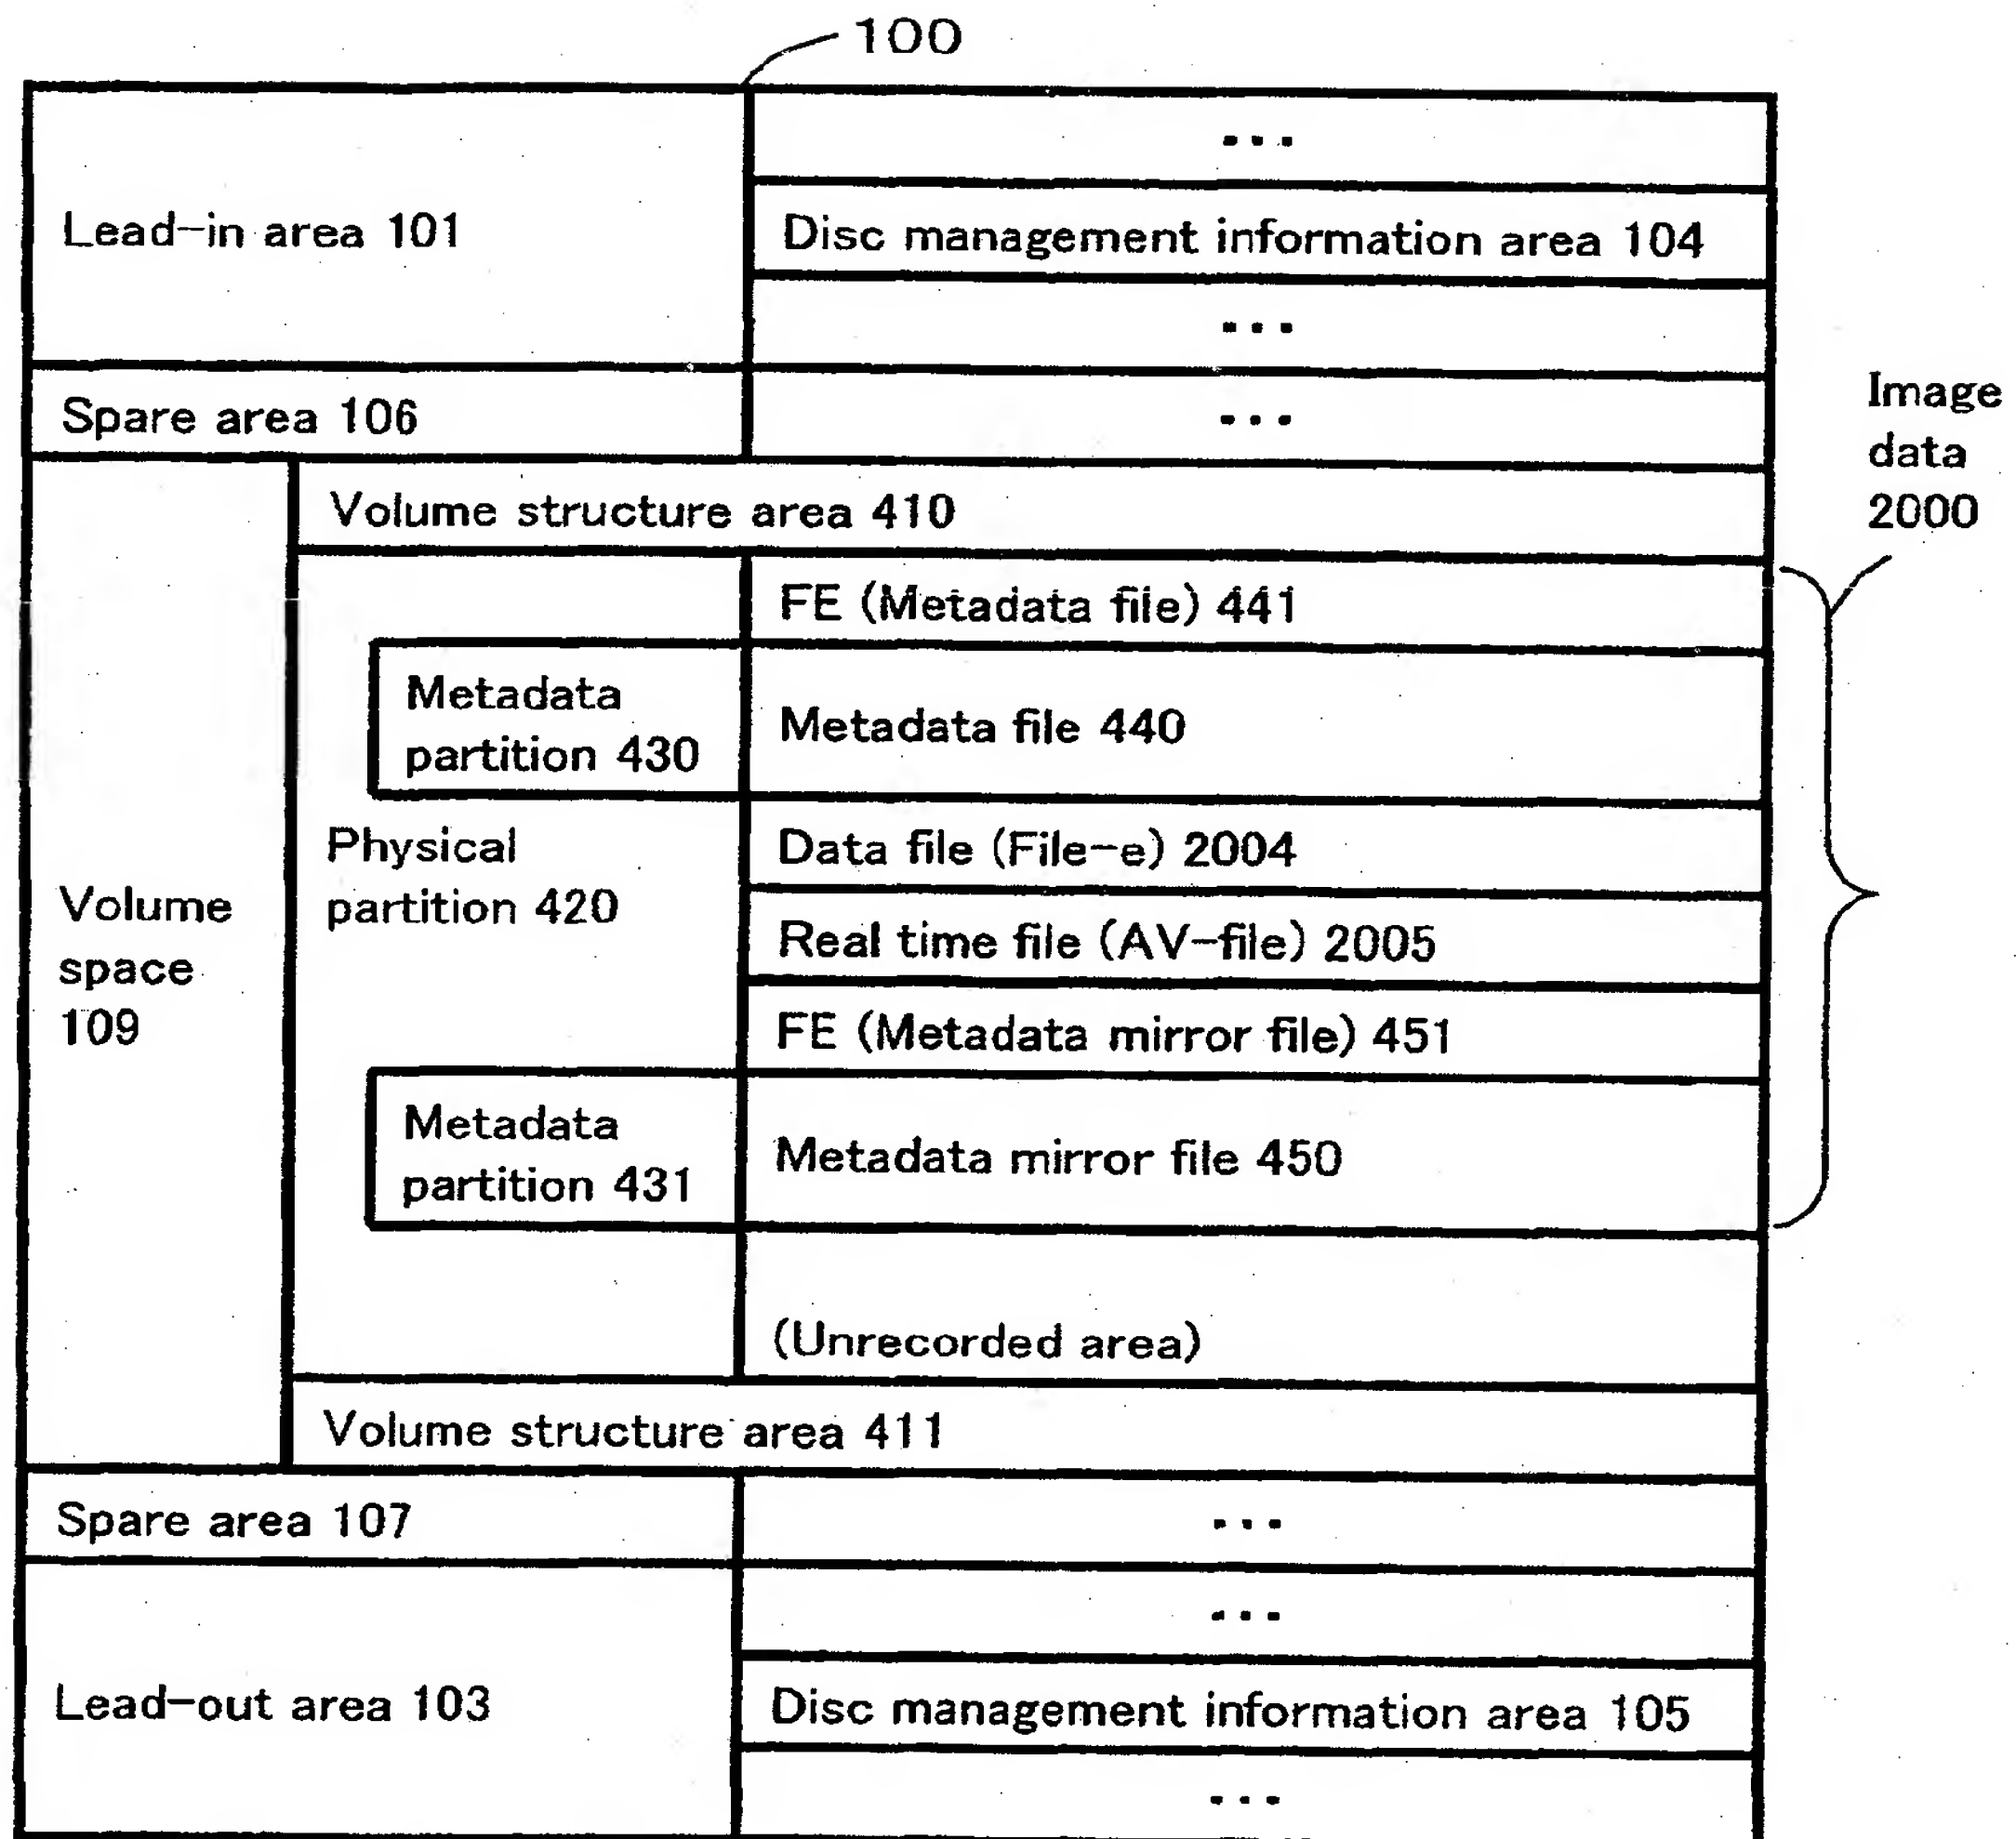 100
...
Lead-in area 101
Disc management information area 104
...
Spare area 106
...
Image
data
2000
Volume structure area 410
FE (Metadata file) 441
Metadata
partition 430
Metadata file 440
Physical
partition 420
Data file (File-e) 2004
Volume
space
109
Real time file (AV-file) 2005
FE (Metadata mirror file) 451
Metadata
partition 431
Metadata mirror file 450
(Unrecorded area)
Volume structure area 411
Spare area 107
...
...
Lead-out area 103
Disc management information area 105
...